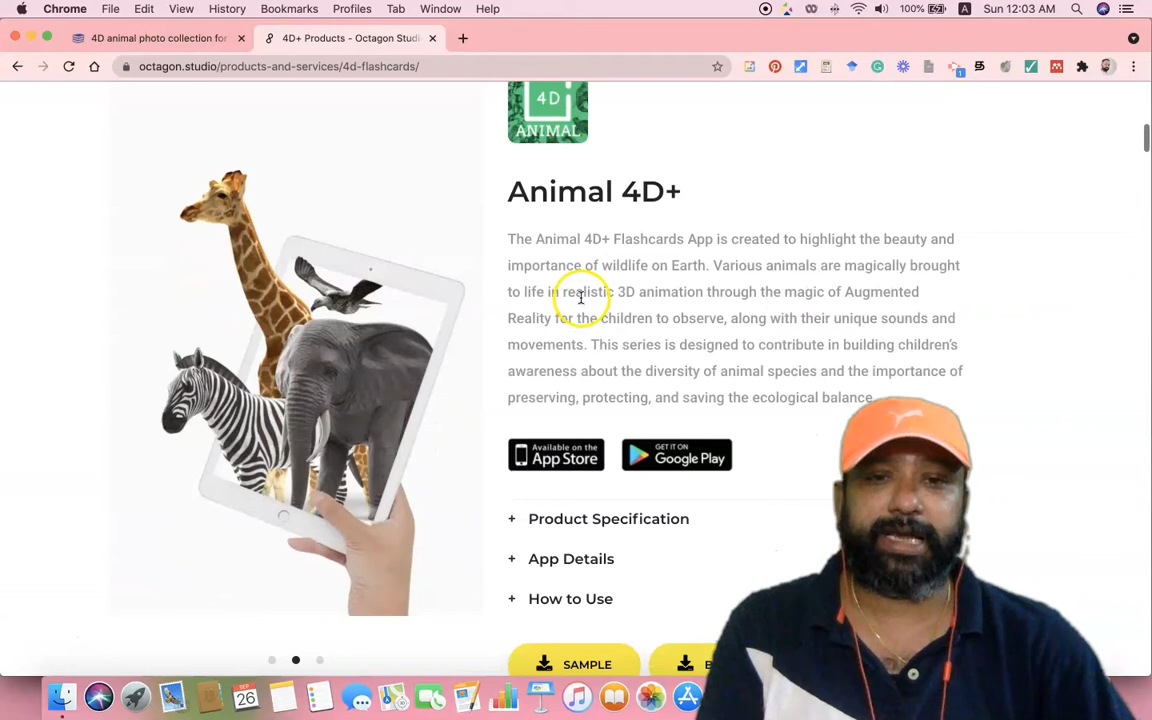 Chrome File Edit View History Bookmarks Profiles Tab Window Help 100% A Sun 12:03 AM
4D animal photo collection for
4D+ Products - Octagon Studi
octagon.studio/products-and-services/4d-flashcards/
4D
ANIMAL
Animal 4D+
The Animal 4D+ Flashcards App is created to highlight the beauty and
importance of wildlife on Earth. Various animals are magically brought
to life in realistic 3D animation through the magic of Augmented
Reality for the children to observe, along with their unique sounds and
movements. This series is designed to contribute in building children's
awareness about the diversity of animal species and the importance of
preserving, protecting, and saving the ecological balance.
Available on the
App Store
GET IT ON
Google Play
+ Product Specification
+ App Details
+ How to Use
SAMPLE
B
SEP
26